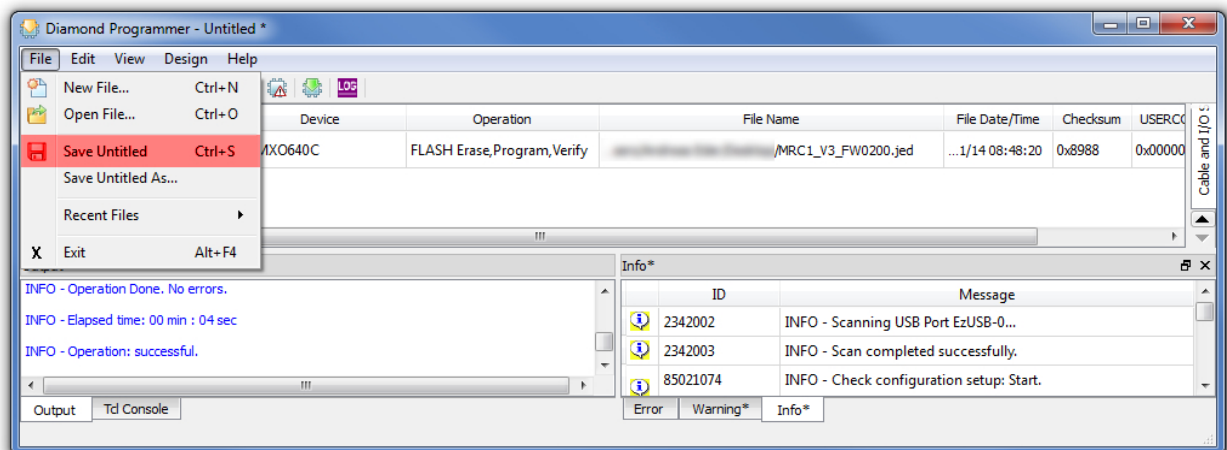 Diamond Programmer - Untitled *
File Edit View Design Help
New File... Ctrl+N
LOG
Open File... Ctrl+O
Device Operation File Name File Date/Time Checksum USERC
Save Untitled Ctrl+S
MXO640C FLASH Erase,Program,Verify /MRC1_V3_FW0200.jed ...1/14 08:48:20 0x8988 0x00000
Cable and I/O
Save Untitled As...
Recent Files
X Exit Alt+F4
Info*
INFO - Operation Done. No errors.
ID Message
INFO - Elapsed time: 00 min : 04 sec
2342002 INFO - Scanning USB Port EzUSB-0...
INFO - Operation: successful.
2342003 INFO - Scan completed successfully.
85021074 INFO - Check configuration setup: Start.
Output Tcl Console
Error Warning* Info*